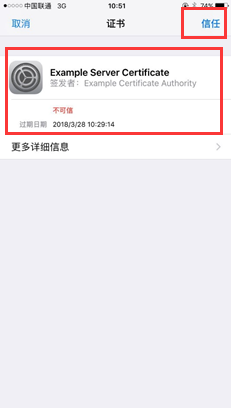 中国联通 3G 10:51 74%
取消 证书 信任
Example Server Certificate
签发者：Example Certificate Authority
不可信
过期日期 2018/3/28 10:29:14
更多详细信息